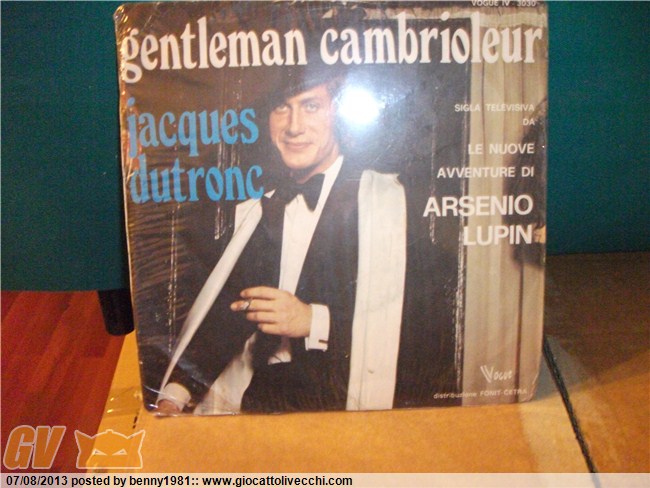 VOGUE IV - 3030
gentleman cambrioleur
jacques
dutronc
SIGLA TELEVISIVA
DA
LE NUOVE
AVVENTURE DI
ARSENIO
LUPIN
VOGUE
distribuzione FONIT-CETRA
GV
07/08/2013 posted by benny1981:: www.giocattolivecchi.com